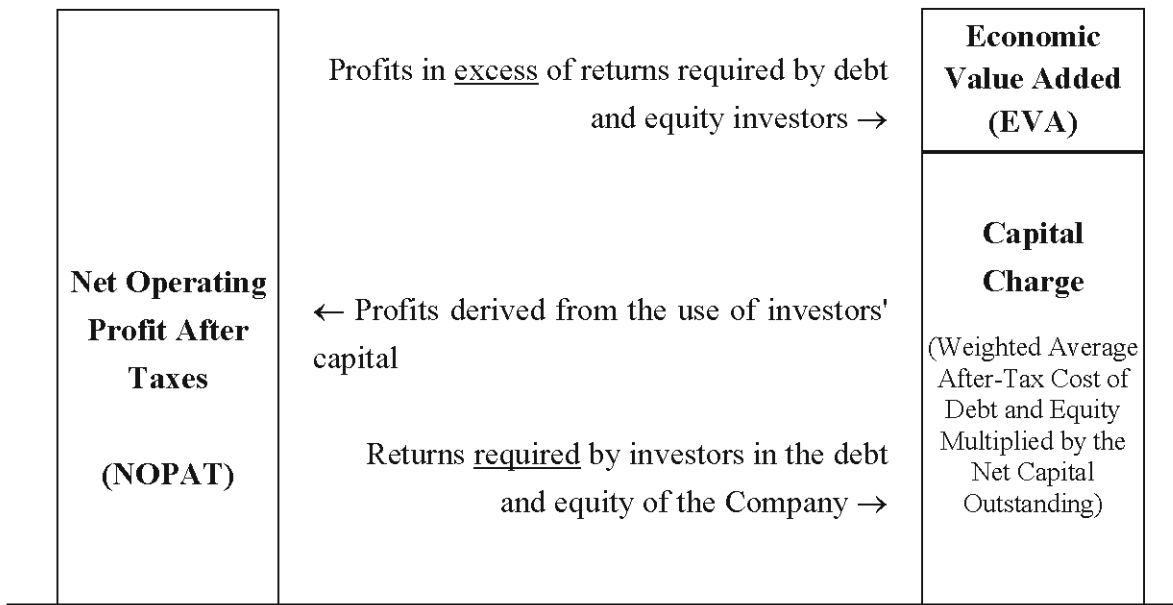 Net Operating
Profit After
Taxes
(NOPAT)
Profits in excess of returns required by debt
and equity investors →
← Profits derived from the use of investors'
capital
Returns required by investors in the debt
and equity of the Company →
Economic
Value Added
(EVA)
Capital
Charge
(Weighted Average
After-Tax Cost of
Debt and Equity
Multiplied by the
Net Capital
Outstanding)